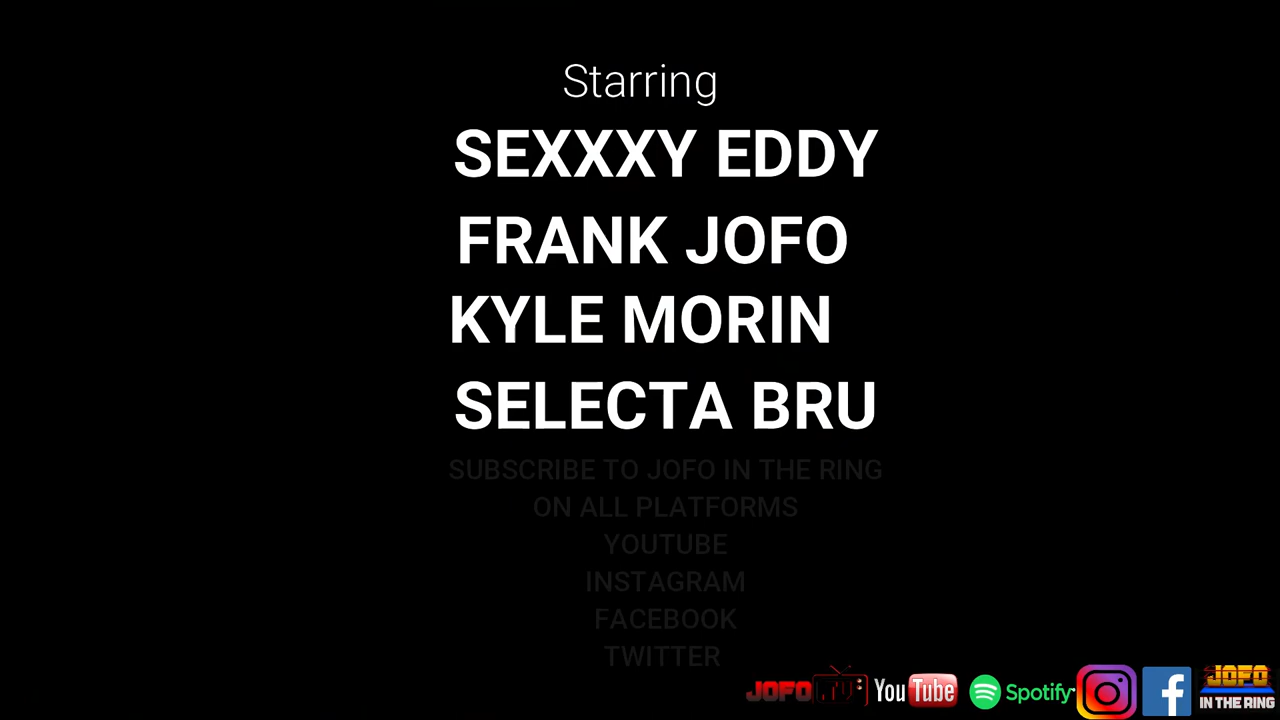 Starring
SEXXXY EDDY
FRANK JOFO
KYLE MORIN
SELECTA BRU
SUBSCRIBE TO JOFO IN THE RING
ON ALL PLATFORMS
YOUTUBE
INSTAGRAM
FACEBOOK
TWITTER
JOFO TV YouTube Spotify JOFO
IN THE RING